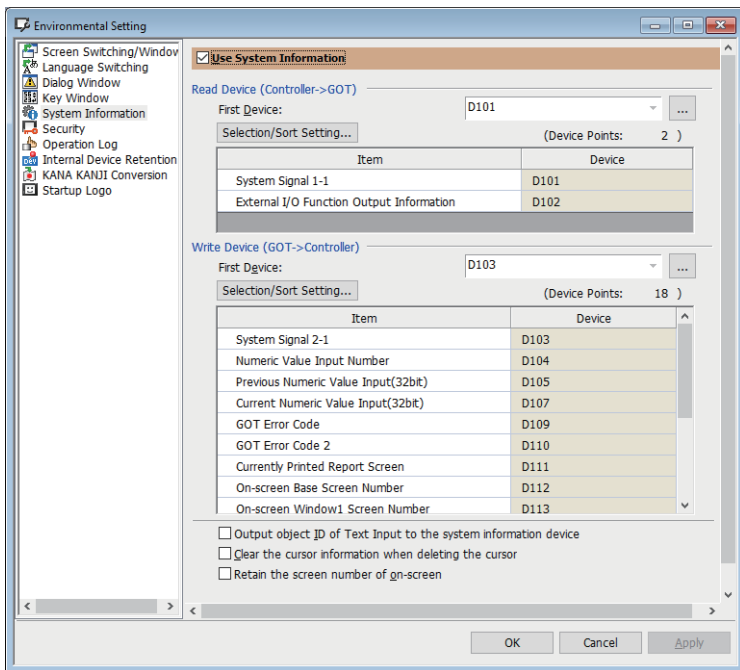 Environmental Setting
Screen Switching/Window
Language Switching
Dialog Window
Key Window
System Information
Security
Operation Log
Internal Device Retention
KANA KANJI Conversion
Startup Logo
Use System Information
Read Device (Controller->GOT)
First Device: D101 ...
Selection/Sort Setting... (Device Points: 2 )
Item Device
System Signal 1-1 D101
External I/O Function Output Information D102
Write Device (GOT->Controller)
First Device: D103 ...
Selection/Sort Setting... (Device Points: 18 )
Item Device
System Signal 2-1 D103
Numeric Value Input Number D104
Previous Numeric Value Input(32bit) D105
Current Numeric Value Input(32bit) D107
GOT Error Code D109
GOT Error Code 2 D110
Currently Printed Report Screen D111
On-screen Base Screen Number D112
On-screen Window1 Screen Number D113
Output object ID of Text Input to the system information device
Clear the cursor information when deleting the cursor
Retain the screen number of on-screen
OK Cancel Apply